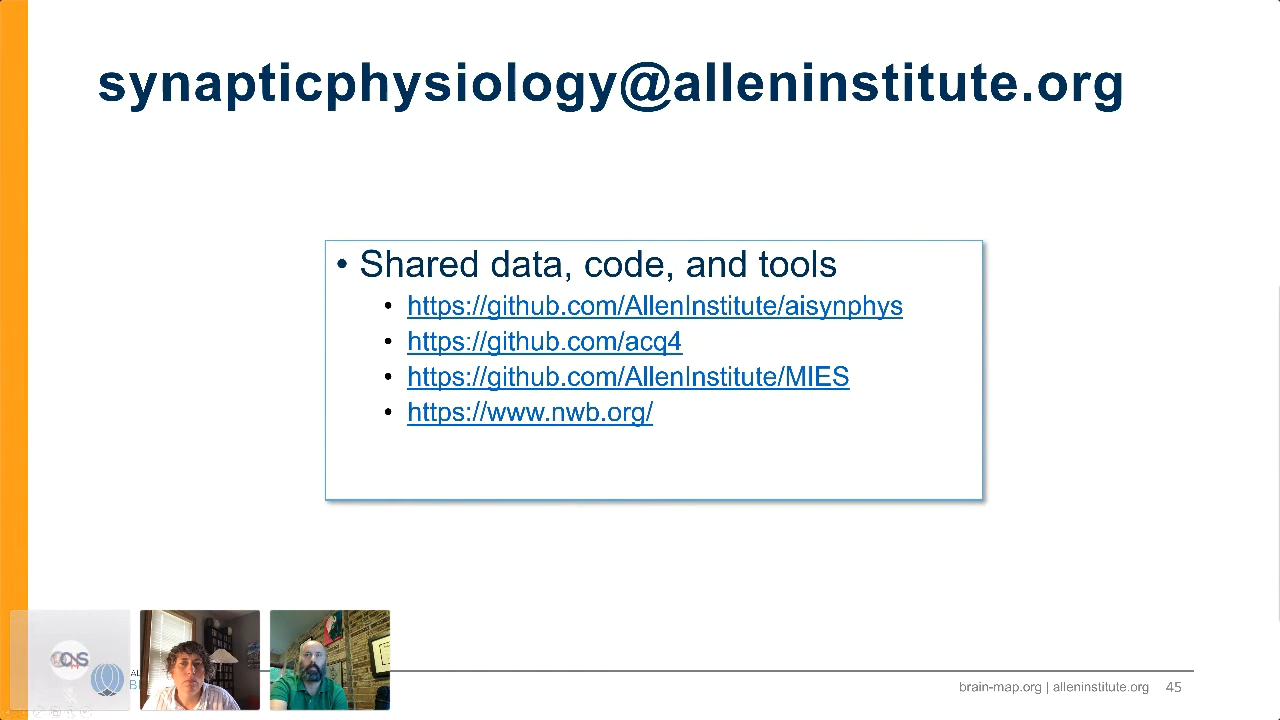 synapticphysiology@alleninstitute.org
• Shared data, code, and tools
• https://github.com/AllenInstitute/aisynphys
• https://github.com/acq4
• https://github.com/AllenInstitute/MIES
• https://www.nwb.org/
brain-map.org | alleninstitute.org 45